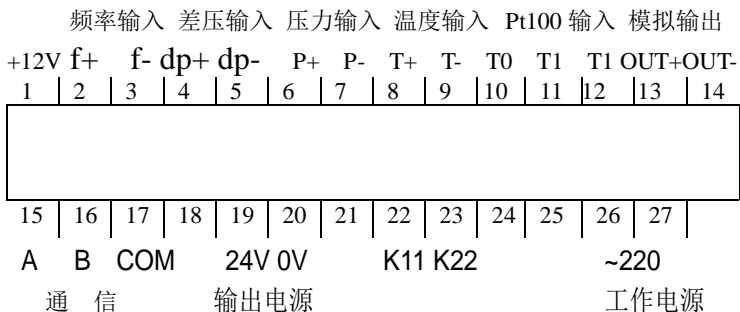 频率输入 差压输入 压力输入 温度输入 Pt100 输入 模拟输出
+12V f+ f- dp+ dp- P+ P- T+ T- T0 T1 T1 OUT+OUT-
1 2 3 4 5 6 7 8 9 10 11 12 13 14
15 16 17 18 19 20 21 22 23 24 25 26 27
A B COM 24V 0V K11 K22 ~220
通 信 输出电源 工作电源